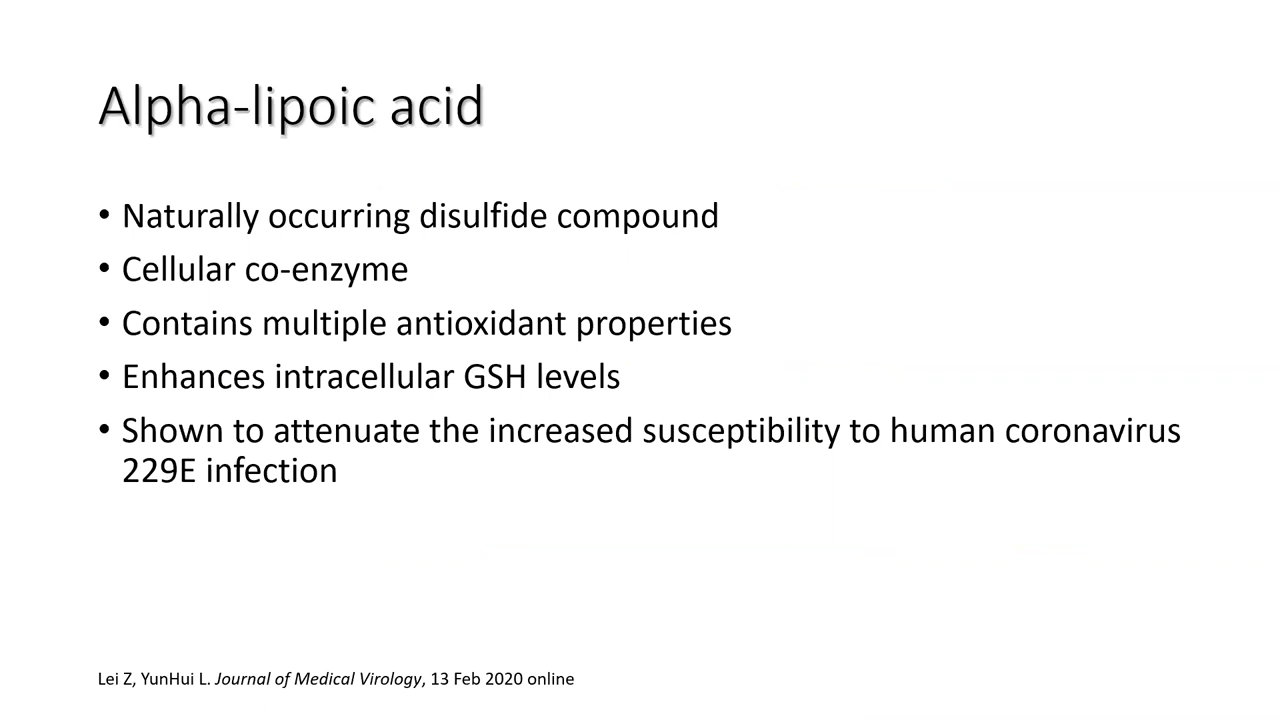 Alpha-lipoic acid
• Naturally occurring disulfide compound
• Cellular co-enzyme
• Contains multiple antioxidant properties
• Enhances intracellular GSH levels
• Shown to attenuate the increased susceptibility to human coronavirus
229E infection
Lei Z, YunHui L. Journal of Medical Virology, 13 Feb 2020 online